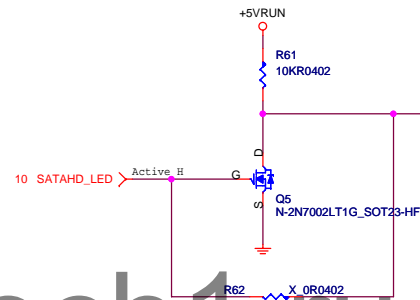 +5VRUN
R61
10KR0402
D
10 SATAHD_LED
Active_H
G
S
Q5
N-2N7002LT1G_SOT23-HF
R62
X_0R0402